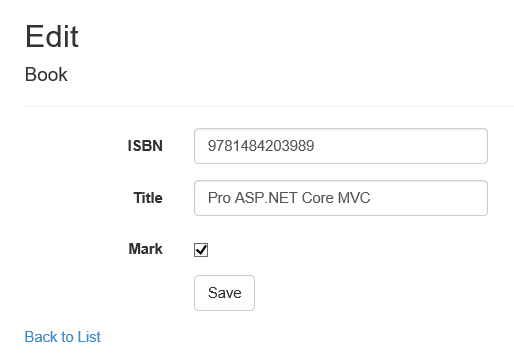 Edit
Book
ISBN 9781484203989
Title Pro ASP.NET Core MVC
Mark
Save
Back to List